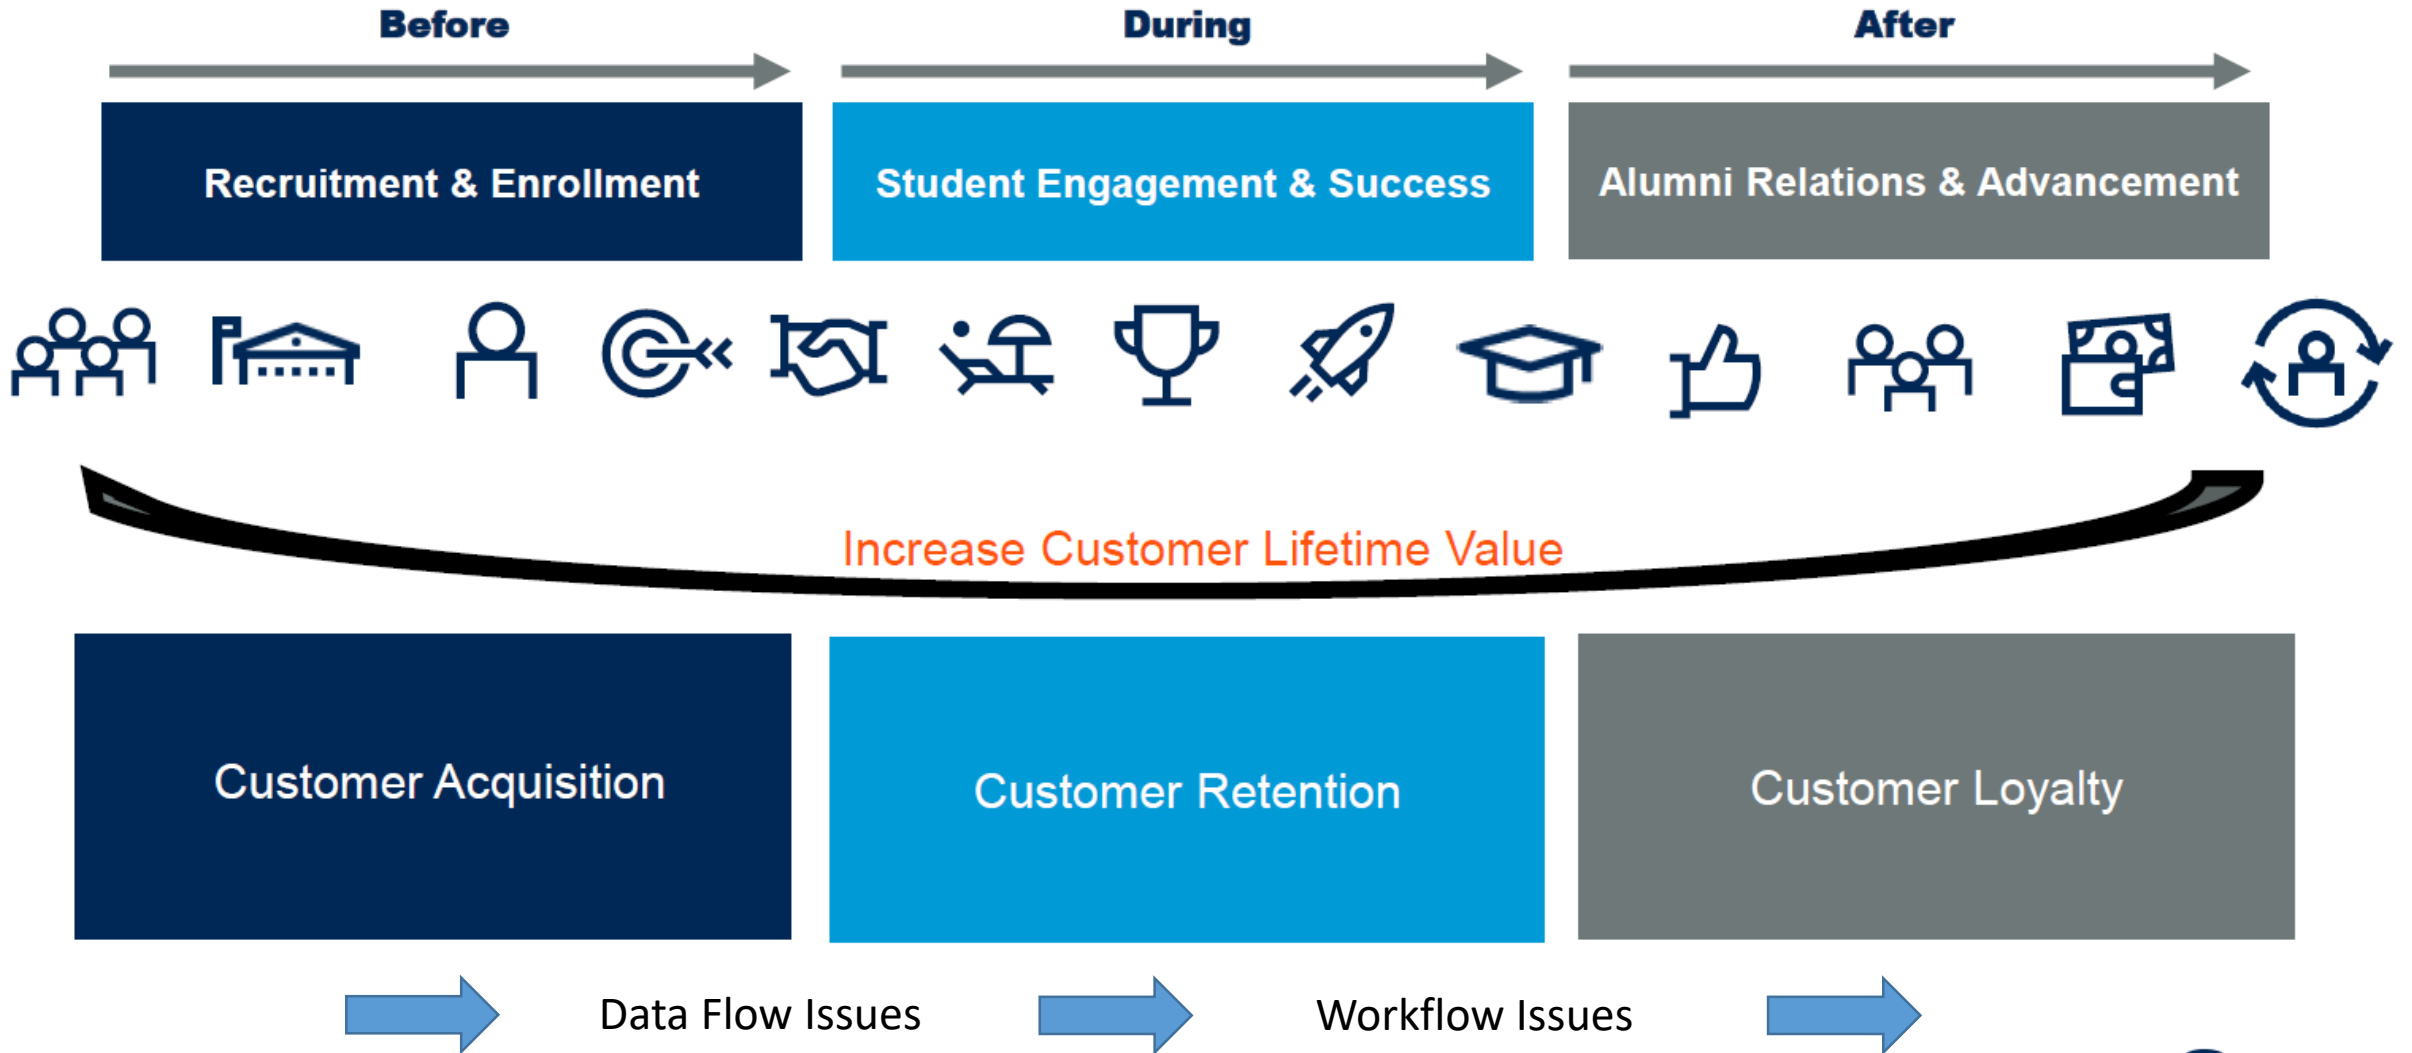 Before
During
After
Recruitment & Enrollment
Student Engagement & Success
Alumni Relations & Advancement
Increase Customer Lifetime Value
Customer Acquisition
Customer Retention
Customer Loyalty
Data Flow Issues
Workflow Issues